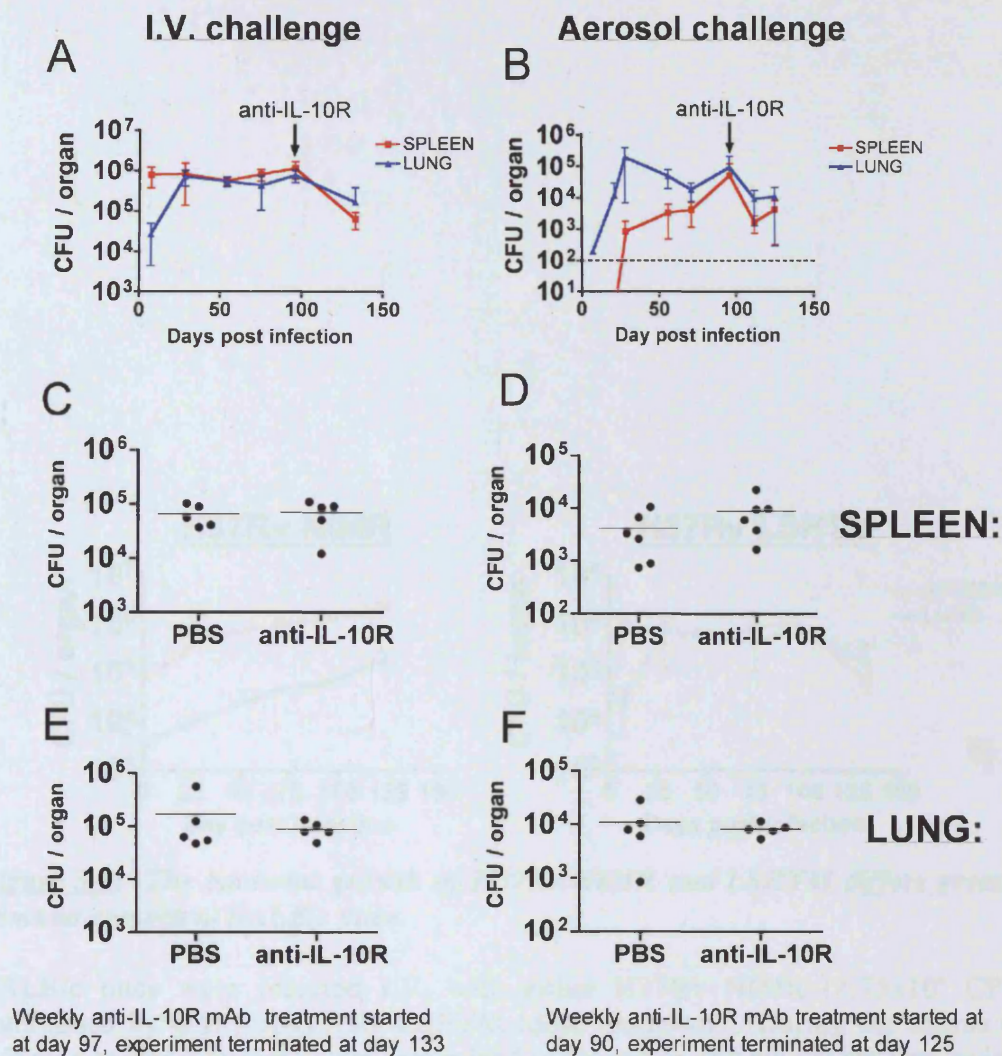 I.V. challenge
Aerosol challenge
A
anti-IL-10R
SPLEEN
LUNG
CFU / organ
10⁷
10⁶
10⁵
10⁴
10³
0 50 100 150
Days post infection
B
anti-IL-10R
SPLEEN
LUNG
CFU / organ
10⁶
10⁵
10⁴
10³
10²
10¹
0 50 100 150
Day post infection
C
CFU / organ
10⁶
10⁵
10⁴
10³
PBS anti-IL-10R
D
CFU / organ
10⁵
10⁴
10³
10²
PBS anti-IL-10R
SPLEEN:
E
CFU / organ
10⁶
10⁵
10⁴
10³
PBS anti-IL-10R
F
CFU / organ
10⁵
10⁴
10³
10²
PBS anti-IL-10R
LUNG:
Weekly anti-IL-10R mAb treatment started
at day 97, experiment terminated at day 133
Weekly anti-IL-10R mAb treatment started at
day 90, experiment terminated at day 125